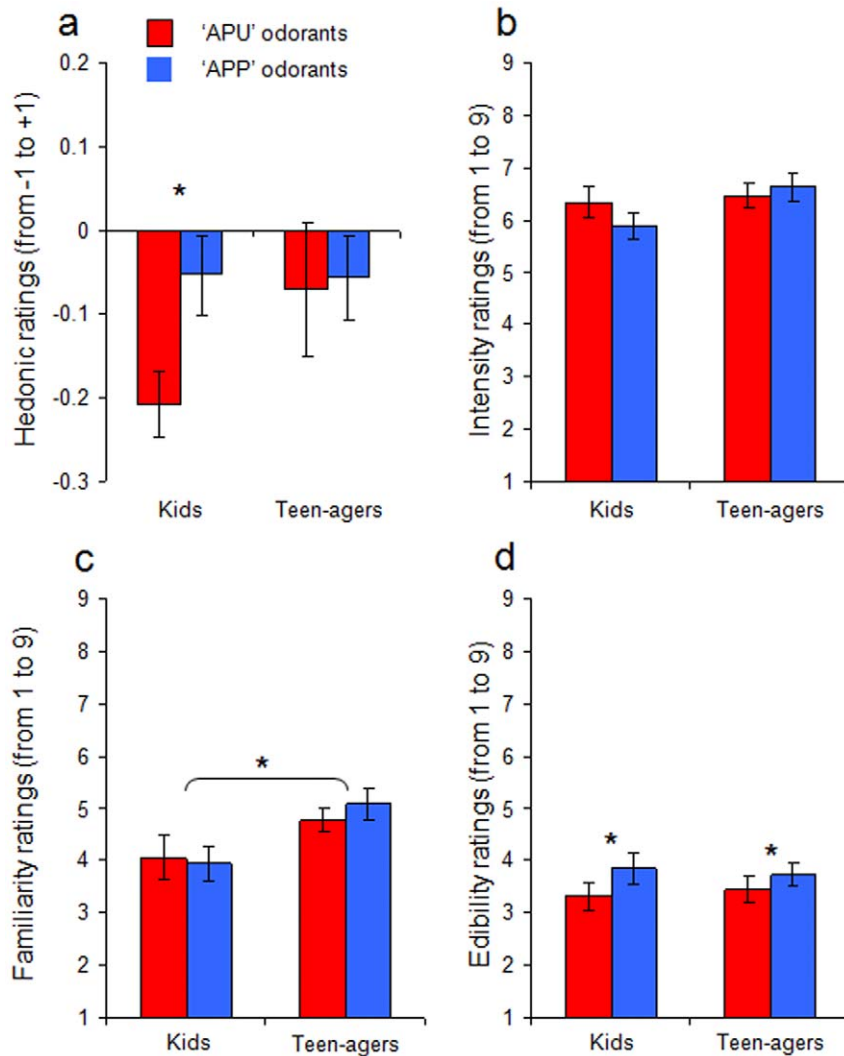 a
'APU' odorants
'APP' odorants
Hedonic ratings (from -1 to +1)
0.2
0.1
0
-0.1
-0.2
-0.3
*
Kids Teen-agers
b
Intensity ratings (from 1 to 9)
9
8
7
6
5
4
3
2
1
Kids Teen-agers
c
Familiarity ratings (from 1 to 9)
9
8
7
6
5
4
3
2
1
*
Kids Teen-agers
d
Edibility ratings (from 1 to 9)
9
8
7
6
5
4
3
2
1
* *
Kids Teen-agers